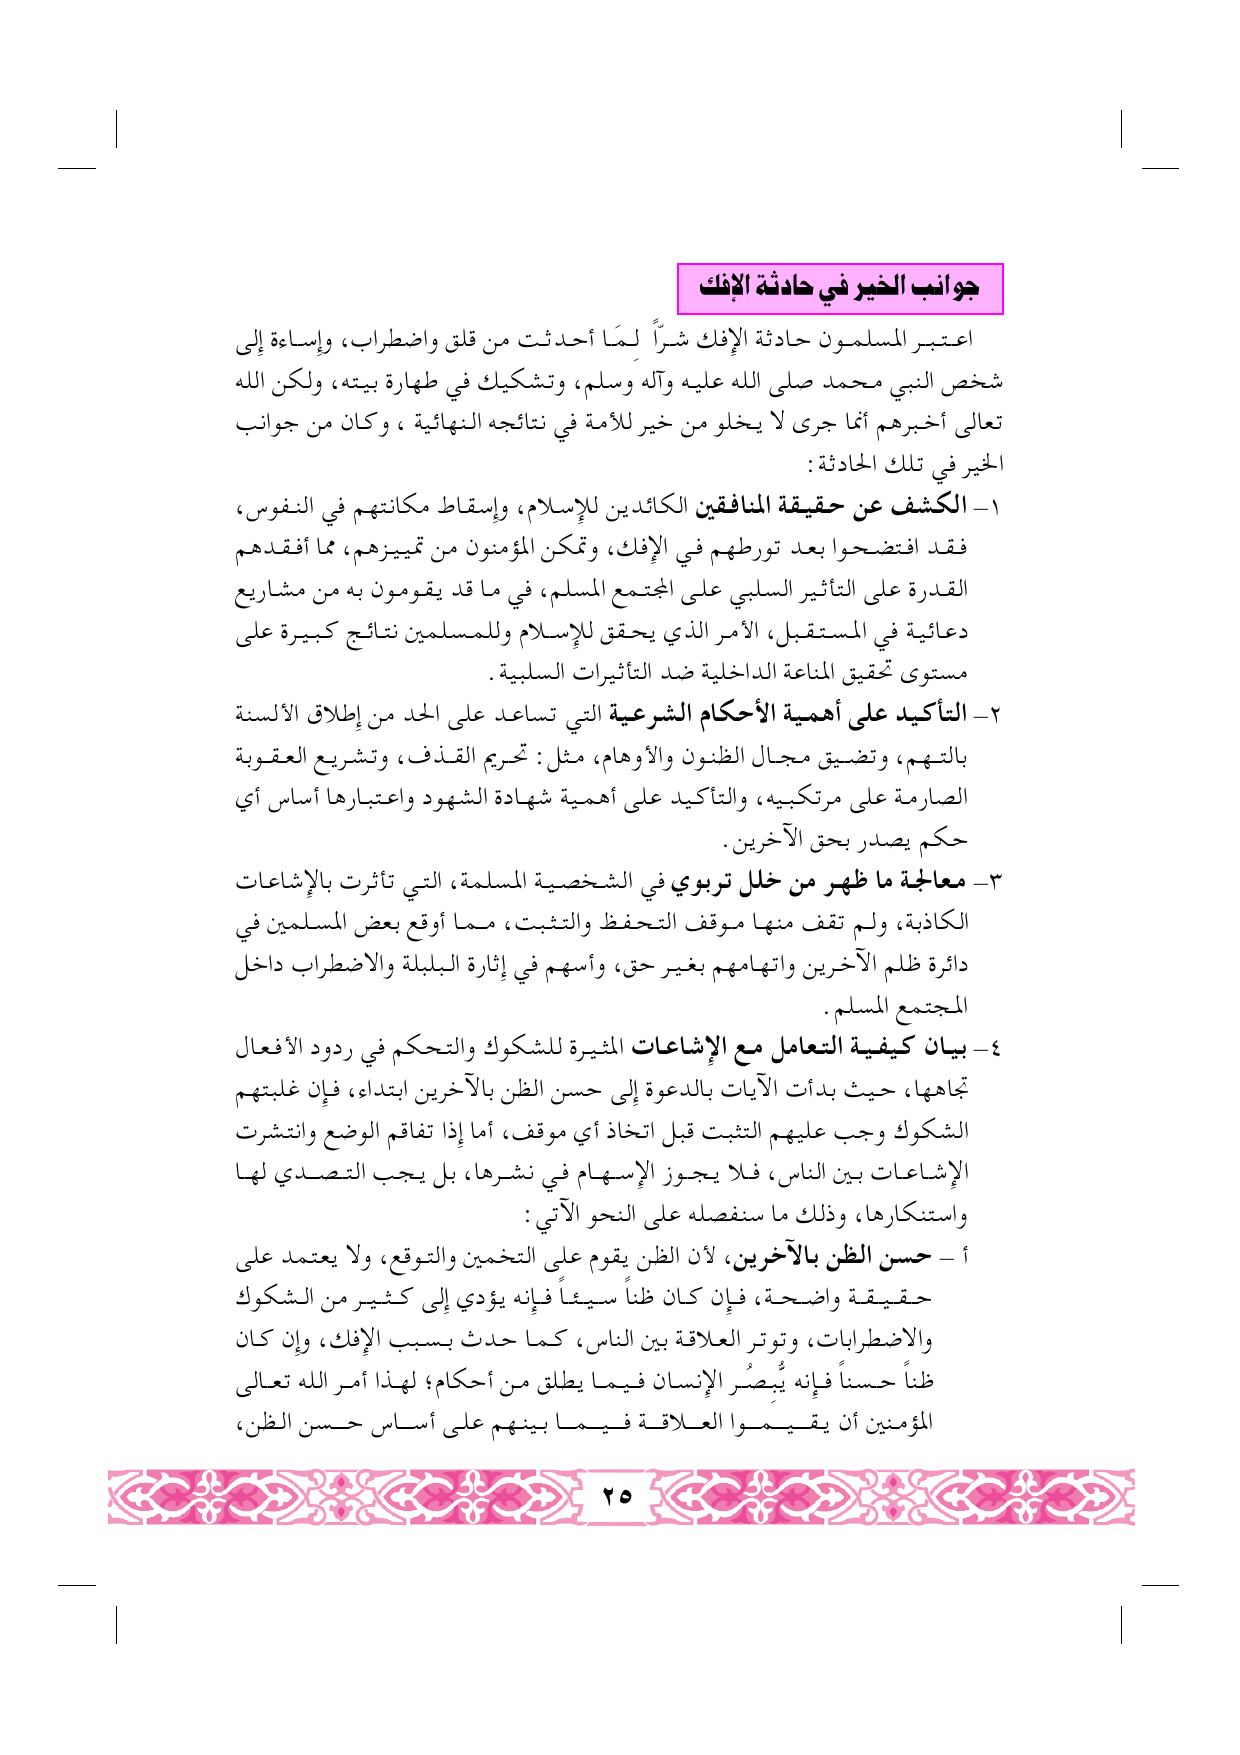 جوانب الخير في حادثة الإفك
اعتبر المسلمون حادثة الإفك شرّاً لِمَا أحدثت من قلق واضطراب، وإساءة إلى
شخص النبي محمد صلى الله عليه وآله وسلم، وتشكيك في طهارة بيته، ولكن الله
تعالى أخبرهم أنما جرى لا يخلو من خير للأمة في نتائجه النهائية ، وكان من جوانب
الخير في تلك الحادثة :
١– الكشف عن حقيقة المنافقين الكائدين للإسلام، وإسقاط مكانتهم في النفوس،
فقد افتضحوا بعد تورطهم في الإفك، وتمكن المؤمنون من تمييزهم، مما أفقدهم
القدرة على التأثير السلبي على المجتمع المسلم، في ما قد يقومون به من مشاريع
دعائية في المستقبل، الأمر الذي يحقق للإسلام وللمسلمين نتائج كبيرة على
مستوى تحقيق المناعة الداخلية ضد التأثيرات السلبية .
٢– التأكيد على أهمية الأحكام الشرعية التي تساعد على الحد من إطلاق الألسنة
بالتهم، وتضيق مجال الظنون والأوهام، مثل : تحريم القذف، وتشريع العقوبة
الصارمة على مرتكبيه، والتأكيد على أهمية شهادة الشهود واعتبارها أساس أي
حكم يصدر بحق الآخرين .
٣– معالجة ما ظهر من خلل تربوي في الشخصية المسلمة، التي تأثرت بالإشاعات
الكاذبة، ولم تقف منها موقف التحفظ والتثبت، مما أوقع بعض المسلمين في
دائرة ظلم الآخرين واتهامهم بغير حق، وأسهم في إثارة البلبلة والاضطراب داخل
المجتمع المسلم .
٤– بيان كيفية التعامل مع الإشاعات المثيرة للشكوك والتحكم في ردود الأفعال
تجاهها، حيث بدأت الآيات بالدعوة إلى حسن الظن بالآخرين ابتداء، فإن غلبتهم
الشكوك وجب عليهم التثبت قبل اتخاذ أي موقف، أما إذا تفاقم الوضع وانتشرت
الإشاعات بين الناس، فلا يجوز الإسهام في نشرها، بل يجب التصدي لها
واستنكارها، وذلك ما سنفصله على النحو الآتي :
أ – حسن الظن بالآخرين، لأن الظن يقوم على التخمين والتوقع، ولا يعتمد على
حقيقة واضحة، فإن كان ظناً سيئاً فإنه يؤدي إلى كثير من الشكوك
والاضطرابات، وتوتر العلاقة بين الناس، كما حدث بسبب الإفك، وإن كان
ظناً حسناً فإنه يُّبِصُر الإنسان فيما يطلق من أحكام؛ لهذا أمر الله تعالى
المؤمنين أن يقيموا العلاقة فيما بينهم على أساس حسن الظن،
٢٥